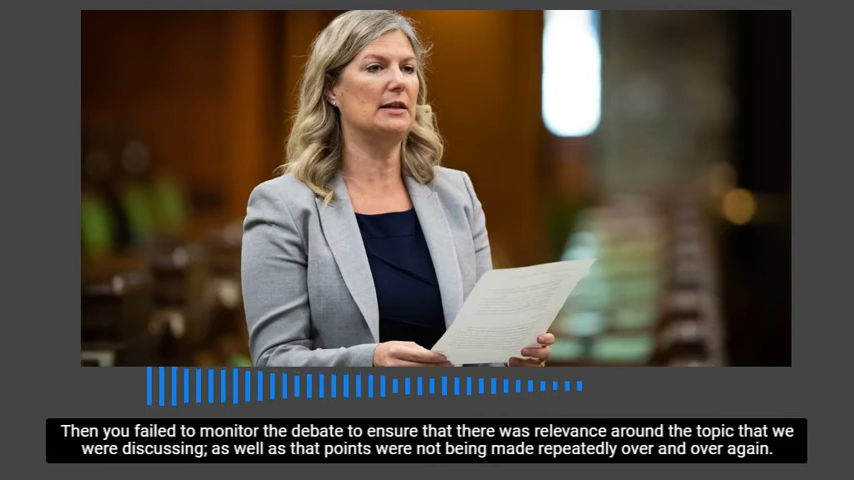 Then you failed to monitor the debate to ensure that there was relevance around the topic that we
were discussing; as well as that points were not being made repeatedly over and over again.